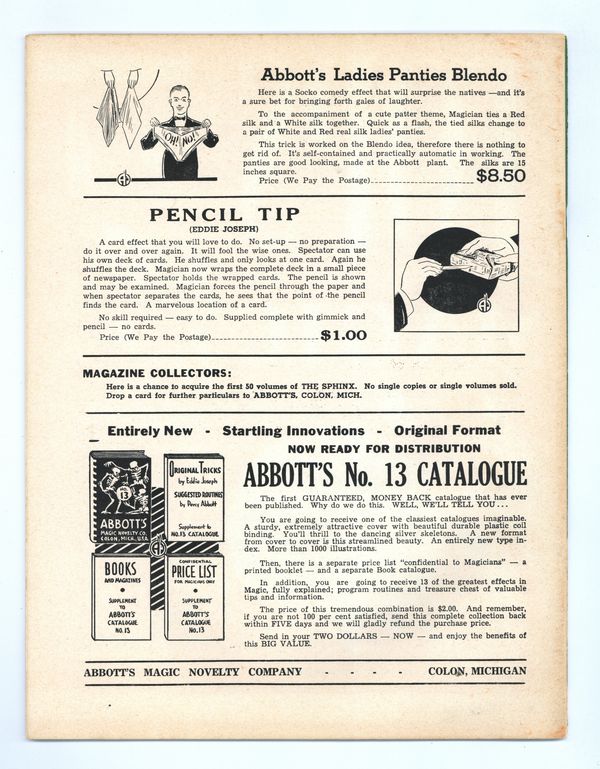 Abbott's Ladies Panties Blendo
Here is a Socko comedy effect that will surprise the natives —and it's
a sure bet for bringing forth gales of laughter.
To the accompaniment of a cute patter theme, Magician ties a Red
silk and a White silk together. Quick as a flash, the tied silks change to
a pair of White and Red real silk ladies' panties.
This trick is worked on the Blendo idea, therefore there is nothing to
get rid of. It's self-contained and practically automatic in working. The
panties are good looking, made at the Abbott plant. The silks are 15
inches square.
Price (We Pay the Postage) $8.50
OH! NO!
PENCIL TIP
(EDDIE JOSEPH)
A card effect that you will love to do. No set-up — no preparation —
do it over and over again. It will fool the wise ones. Spectator can use
his own deck of cards. He shuffles and only looks at one card. Again he
shuffles the deck. Magician now wraps the complete deck in a small piece
of newspaper. Spectator holds the wrapped cards. The pencil is shown
and may be examined. Magician forces the pencil through the paper and
when spectator separates the cards, he sees that the point of the pencil
finds the card. A marvelous location of a card.
No skill required — easy to do. Supplied complete with gimmick and
pencil — no cards.
Price (We Pay the Postage) $1.00
MAGAZINE COLLECTORS:
Here is a chance to acquire the first 50 volumes of THE SPHINX. No single copies or single volumes sold.
Drop a card for further particulars to ABBOTT'S, COLON, MICH.
Entirely New - Startling Innovations - Original Format
NOW READY FOR DISTRIBUTION
ABBOTT'S No. 13 CATALOGUE
The first GUARANTEED, MONEY BACK catalogue that has ever
been published. Why do we do this. WELL, WE'LL TELL YOU...
You are going to receive one of the classiest catalogues imaginable.
A sturdy, extremely attractive cover with beautiful durable plastic coil
binding. You'll thrill to the dancing silver skeletons. A new format
from cover to cover is this streamlined beauty. An entirely new type in-
dex. More than 1000 illustrations.
Then, there is a separate price list "confidential to Magicians" — a
printed booklet — and a separate Book catalogue.
In addition, you are going to receive 13 of the greatest effects in
Magic, fully explained; program routines and treasure chest of valuable
tips and information.
The price of this tremendous combination is $2.00. And remember,
if you are not 100 per cent satisfied, send this complete collection back
within FIVE days and we will gladly refund the purchase price.
Send in your TWO DOLLARS — NOW — and enjoy the benefits of
this BIG VALUE.
13
ABBOTT'S
MAGIC NOVELTY CO.
COLON, MICH., U.S.A.
ORIGINAL TRICKS
by Eddie Joseph
SUGGESTED ROUTINES
by Percy Abbott
Supplement to
NO.13 CATALOGUE
BOOKS
AND MAGAZINES
SUPPLEMENT
TO
ABBOTT'S
CATALOGUE
NO.13
CONFIDENTIAL
PRICE LIST
FOR MAGICIANS ONLY
SUPPLEMENT
TO
ABBOTT'S
CATALOGUE
NO.13
ABBOTT'S MAGIC NOVELTY COMPANY - - - - COLON, MICHIGAN